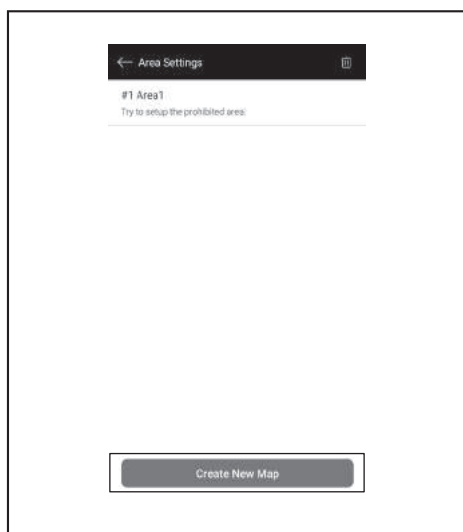 Area Settings
#1 Area1
Try to setup the prohibited area.
Create New Map